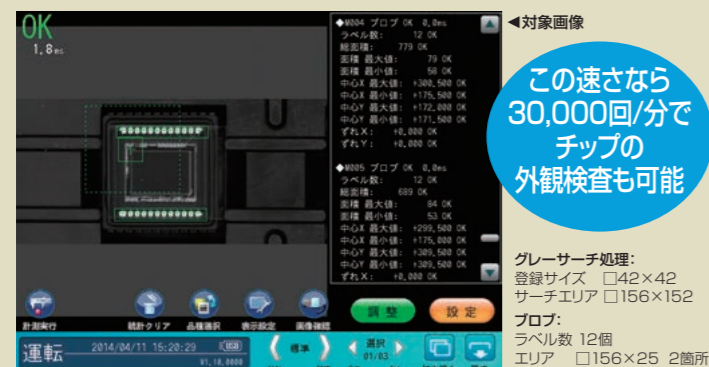 OK
1,8ms
◆M004 ブロブ OK 0,0ms
ラベル数: 12 OK
総面積: 779 OK
面積 最大値: 79 OK
面積 最小値: 58 OK
中心X 最大値: +300,500 OK
中心X 最小値: +175,500 OK
中心Y 最大値: +172,000 OK
中心Y 最小値: +171,500 OK
ずれX: +0,000 OK
ずれY: +0,000 OK
◆M005 ブロブ OK 0,0ms
ラベル数: 12 OK
総面積: 689 OK
面積 最大値: 84 OK
面積 最小値: 53 OK
中心X 最大値: +299,500 OK
中心X 最小値: +175,000 OK
中心Y 最大値: +309,500 OK
中心Y 最小値: +309,500 OK
ずれX: +0,000 OK
計測実行
統計クリア
品種選択
表示設定
画像確認
調整
設定
運転
2014/04/11 15:20:29
USB
標準
選択
01/03
◀対象画像
この速さなら
30,000回/分で
チップの
外観検査も可能
グレーサーチ処理:
登録サイズ □42×42
サーチエリア □156×152
ブロブ:
ラベル数 12個
エリア □156×25 2箇所